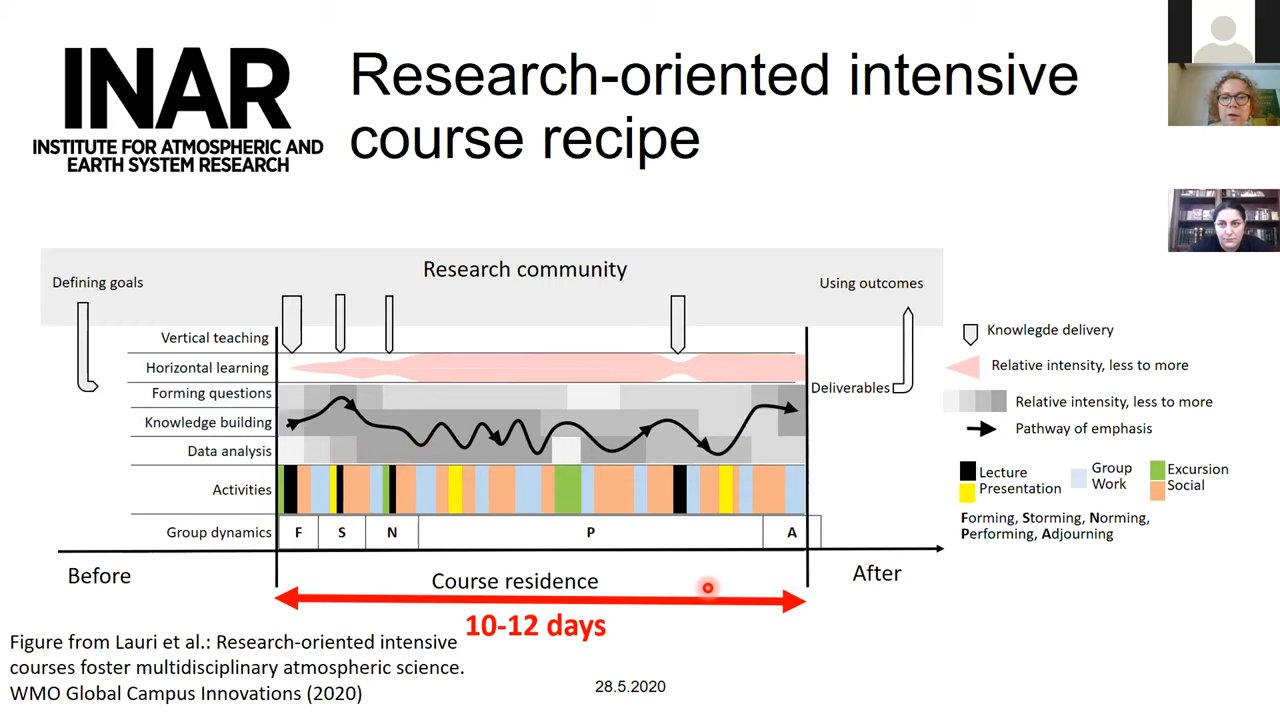 INAR
INSTITUTE FOR ATMOSPHERIC AND
EARTH SYSTEM RESEARCH
Research-oriented intensive
course recipe
Research community
Defining goals
Using outcomes
Vertical teaching
Horizontal learning
Forming questions
Knowledge building
Data analysis
Activities
Group dynamics
F
S
N
P
A
Deliverables
Knowlegde delivery
Relative intensity, less to more
Relative intensity, less to more
Pathway of emphasis
Lecture
Presentation
Group
Work
Excursion
Social
Forming, Storming, Norming,
Performing, Adjourning
Before
Course residence
After
10-12 days
Figure from Lauri et al.: Research-oriented intensive
courses foster multidisciplinary atmospheric science.
WMO Global Campus Innovations (2020)
28.5.2020